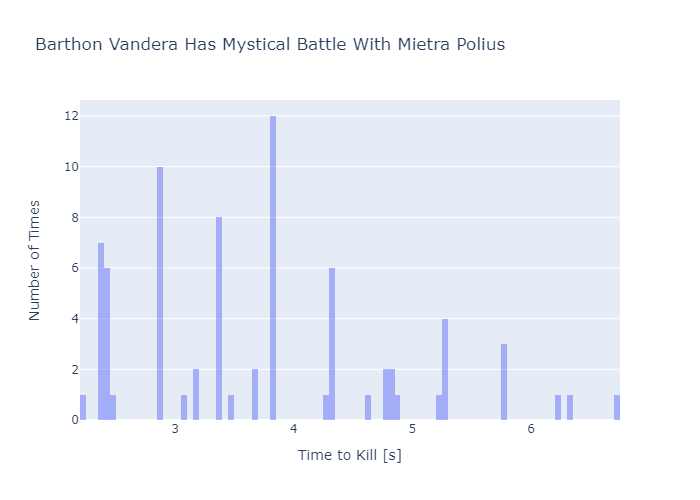 Barthon Vandera Has Mystical Battle With Mietra Polius
12
10
8
6
4
2
0
Number of Times
3 4 5 6
Time to Kill [s]